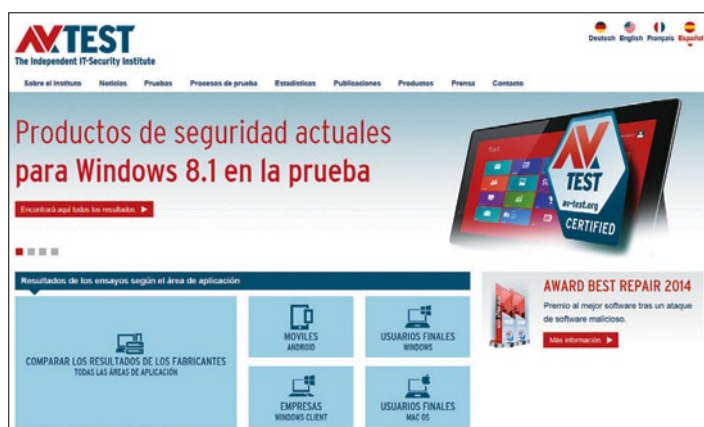 AV TEST
The Independent IT-Security Institute
Deutsch English Français Español
Sobre el instituto Noticias Pruebas Procesos de prueba Estadísticas Publicaciones Productos Prensa Contacto
Productos de seguridad actuales
para Windows 8.1 en la prueba
Encontrará aquí todos los resultados
Start
AV
TEST
av-test.org
CERTIFIED
Resultados de los ensayos según el área de aplicación
COMPARAR LOS RESULTADOS DE LOS FABRICANTES
TODAS LAS ÁREAS DE APLICACIÓN
MOVILES
ANDROID
USUARIOS FINALES
WINDOWS
EMPRESAS
WINDOWS CLIENT
USUARIOS FINALES
MAC OS
AWARD BEST REPAIR 2014
Premio al mejor software tras un ataque
de software malicioso.
Más información